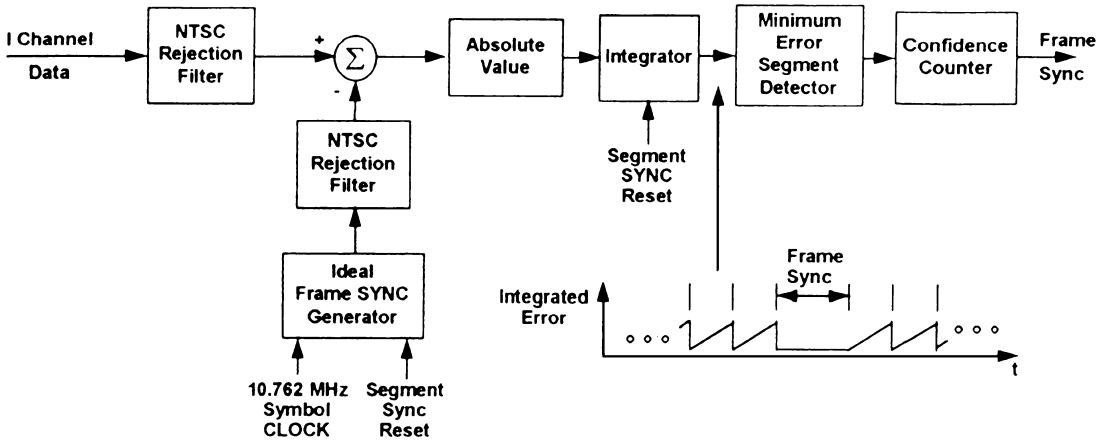 I Channel
Data
NTSC
Rejection
Filter
+
Σ
-
NTSC
Rejection
Filter
Ideal
Frame SYNC
Generator
10.762 MHz
Symbol
CLOCK
Segment
Sync
Reset
Absolute
Value
Integrator
Segment
SYNC
Reset
Minimum
Error
Segment
Detector
Confidence
Counter
Frame
Sync
Integrated
Error
Frame
Sync
t